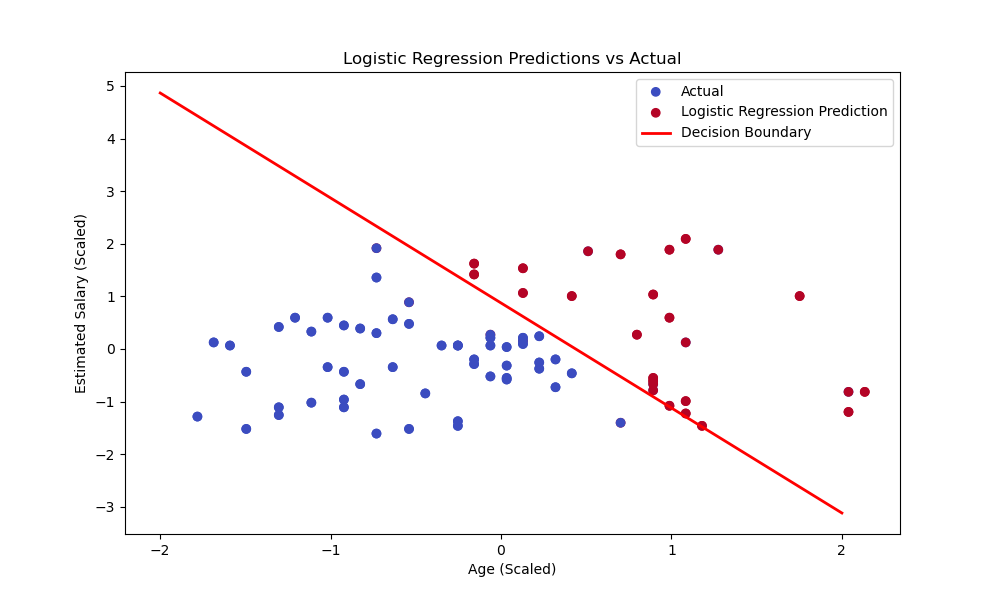 Logistic Regression Predictions vs Actual
Actual
Logistic Regression Prediction
Decision Boundary
Estimated Salary (Scaled)
5
4
3
2
1
0
−1
−2
−3
−2
−1
0
1
2
Age (Scaled)